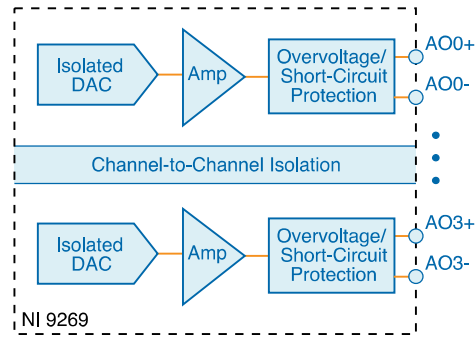 Isolated
DAC
Amp
Overvoltage/
Short-Circuit
Protection
AO0+
AO0-
Channel-to-Channel Isolation
Isolated
DAC
Amp
Overvoltage/
Short-Circuit
Protection
AO3+
AO3-
NI 9269